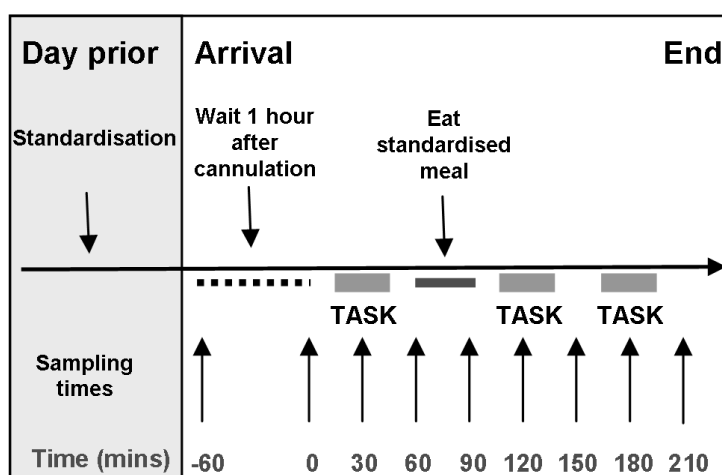 Day prior
Arrival
End
Standardisation
Wait 1 hour
after
cannulation
Eat
standardised
meal
TASK
TASK
TASK
Sampling
times
Time (mins)
-60
0
30
60
90
120
150
180
210